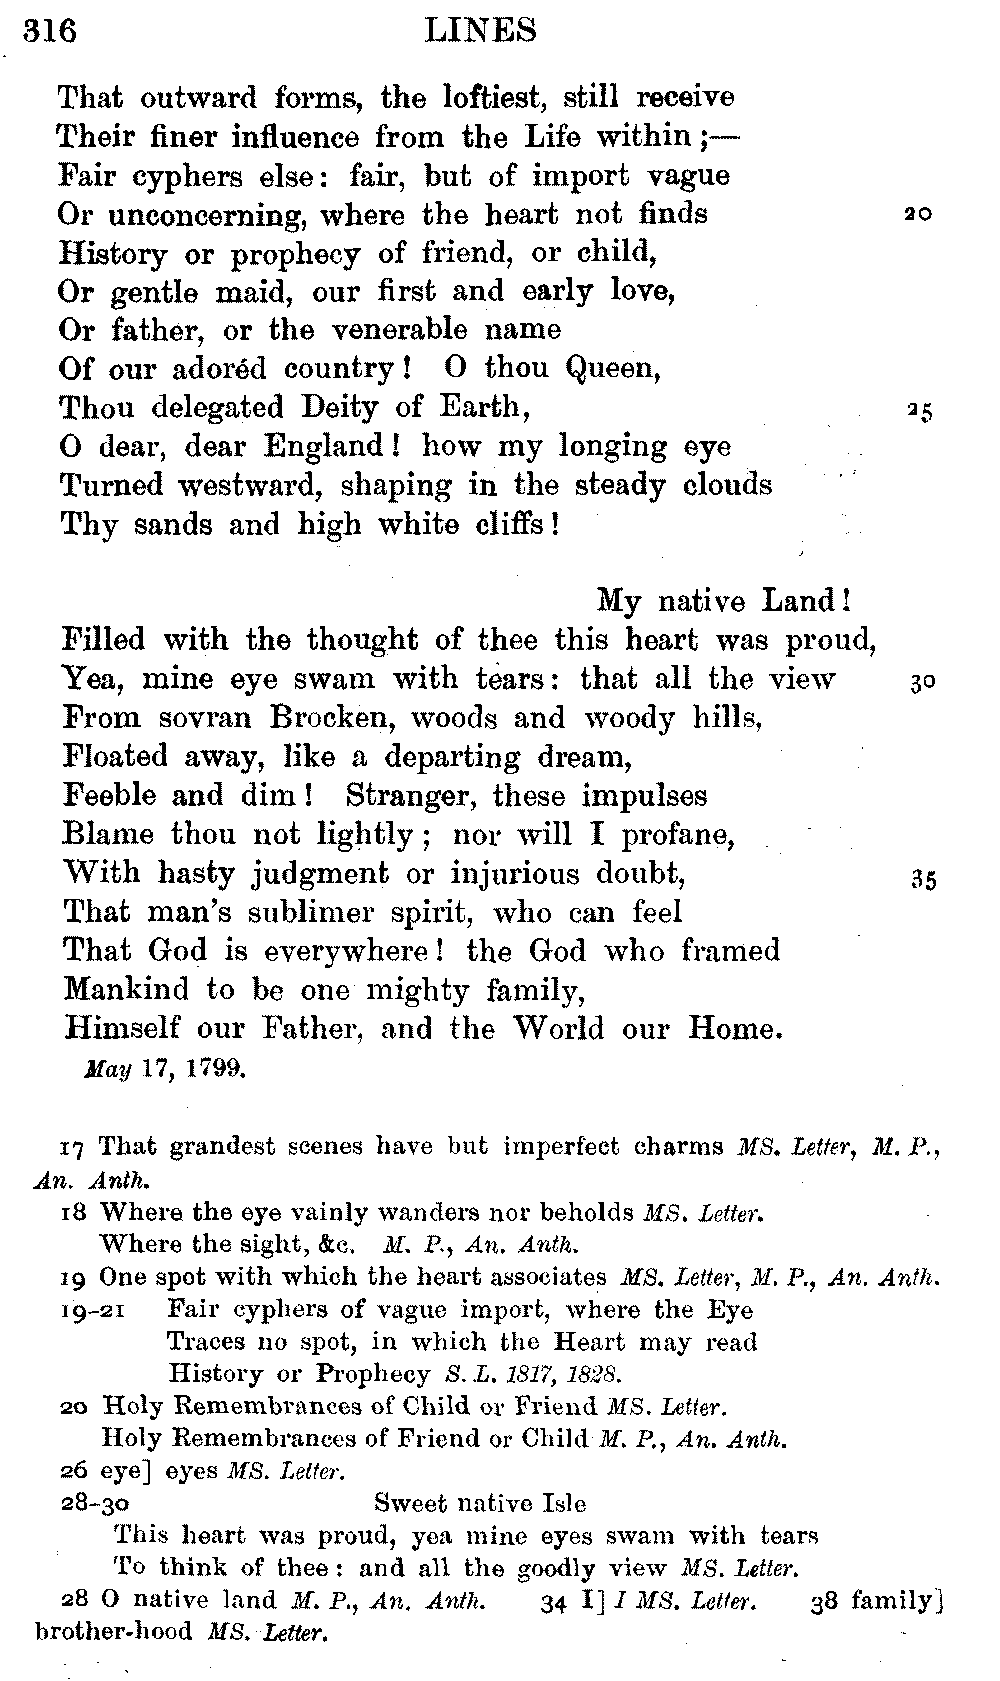 316 LINES
That outward forms, the loftiest, still receive
Their finer influence from the Life within ;—
Fair cyphers else: fair, but of import vague
Or unconcerning, where the heart not finds 20
History or prophecy of friend, or child,
Or gentle maid, our first and early love,
Or father, or the venerable name
Of our adoréd country! O thou Queen,
Thou delegated Deity of Earth, 25
O dear, dear England! how my longing eye
Turned westward, shaping in the steady clouds
Thy sands and high white cliffs!
My native Land!
Filled with the thought of thee this heart was proud,
Yea, mine eye swam with tears: that all the view 30
From sovran Brocken, woods and woody hills,
Floated away, like a departing dream,
Feeble and dim! Stranger, these impulses
Blame thou not lightly; nor will I profane,
With hasty judgment or injurious doubt, 35
That man's sublimer spirit, who can feel
That God is everywhere! the God who framed
Mankind to be one mighty family,
Himself our Father, and the World our Home.
May 17, 1799.
17 That grandest scenes have but imperfect charms MS. Letter, M. P.,
An. Anth.
18 Where the eye vainly wanders nor beholds MS. Letter.
Where the sight, &c. M. P., An. Anth.
19 One spot with which the heart associates MS. Letter, M. P., An. Anth.
19-21 Fair cyphers of vague import, where the Eye
Traces no spot, in which the Heart may read
History or Prophecy S. L. 1817, 1828.
20 Holy Remembrances of Child or Friend MS. Letter.
Holy Remembrances of Friend or Child M. P., An. Anth.
26 eye] eyes MS. Letter.
28-30 Sweet native Isle
This heart was proud, yea mine eyes swam with tears
To think of thee: and all the goodly view MS. Letter.
28 O native land M. P., An. Anth. 34 I] I MS. Letter. 38 family]
brother-hood MS. Letter.